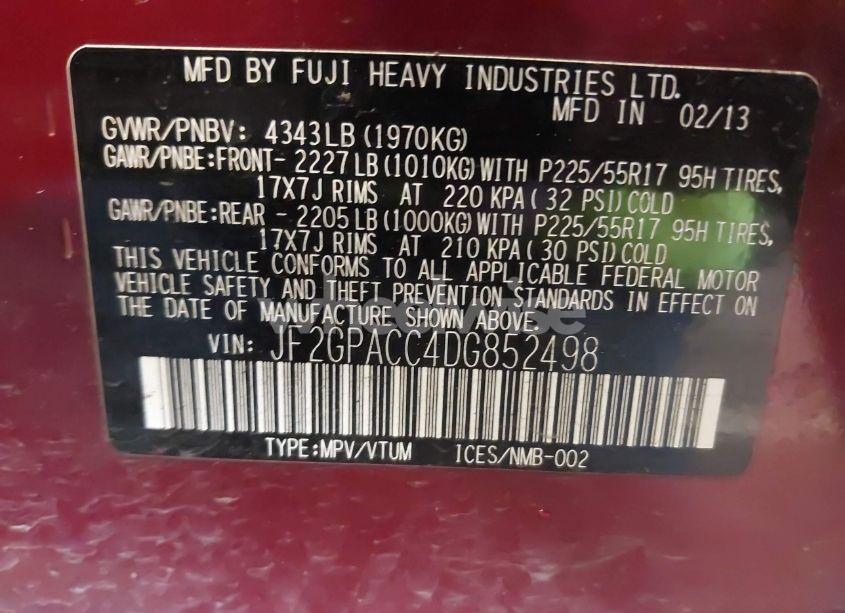 MFD BY FUJI HEAVY INDUSTRIES LTD.
MFD IN 02/13
GVWR/PNBV: 4343LB (1970KG)
GAWR/PNBE:FRONT- 2227LB (1010KG) WITH P225/55R17 95H TIRES,
17X7J RIMS AT 220 KPA ( 32 PSI) COLD
GAWR/PNBE:REAR - 2205LB (1000KG) WITH P225/55R17 95H TIRES,
17X7J RIMS AT 210 KPA ( 30 PSI) COLD
THIS VEHICLE CONFORMS TO ALL APPLICABLE FEDERAL MOTOR
VEHICLE SAFETY AND THEFT PREVENTION STANDARDS IN EFFECT ON
THE DATE OF MANUFACTURE SHOWN ABOVE.
VIN: JF2GPACC4DG852498
TYPE:MPV/VTUM ICES/NMB-002